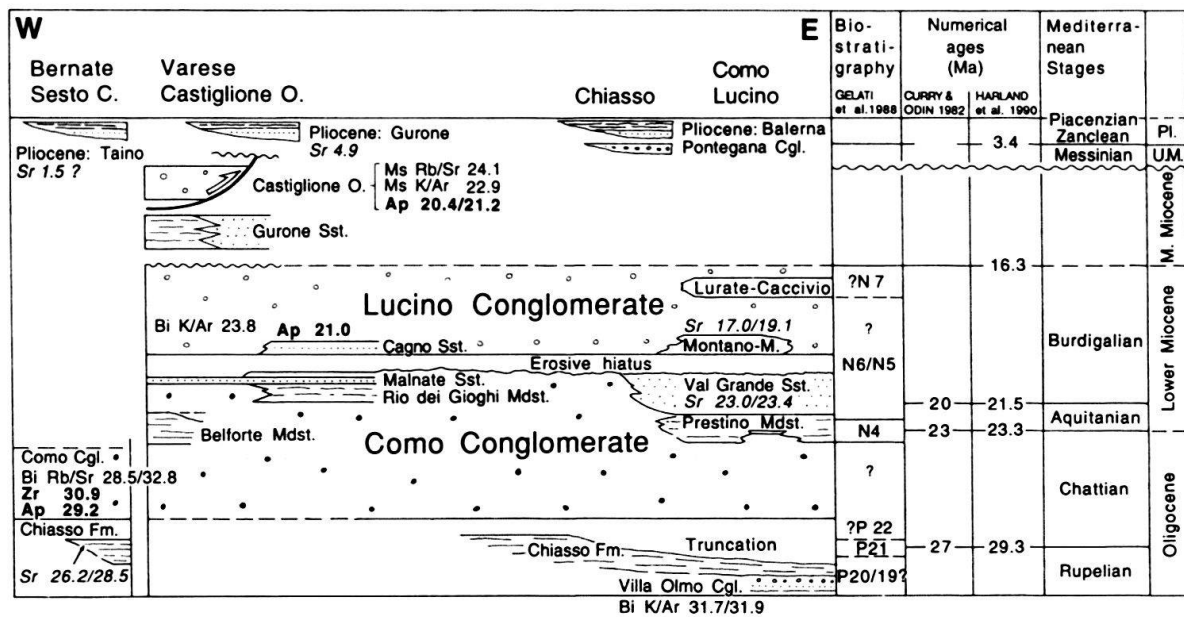 W
E
Bernate
Sesto C.
Varese
Castiglione O.
Chiasso
Como
Lucino
Bio-
strati-
graphy
GELATI
et al.1988
Numerical
ages
(Ma)
CURRY &
ODIN 1982
HARLAND
et al. 1990
Mediterra-
nean
Stages
Pliocene: Taino
Sr 1.5 ?
Pliocene: Gurone
Sr 4.9
Pliocene: Balerna
Pontegana Cgl.
3.4
Piacenzian
Zanclean
Messinian
Pl.
U.M.
Castiglione O.
Ms Rb/Sr 24.1
Ms K/Ar 22.9
Ap 20.4/21.2
Gurone Sst.
M. Miocene
16.3
Lucino Conglomerate
Lurate-Caccivio
?N 7
Bi K/Ar 23.8
Ap 21.0
Sr 17.0/19.1
?
Cagno Sst.
Montano-M.
Burdigalian
Lower Miocene
Erosive hiatus
N6/N5
Malnate Sst.
Rio dei Gioghi Mdst.
Val Grande Sst.
Sr 23.0/23.4
20
21.5
Belforte Mdst.
Prestino Mdst.
Aquitanian
N4
23
23.3
Como Conglomerate
Como Cgl.
Bi Rb/Sr 28.5/32.8
Zr 30.9
Ap 29.2
?
Chattian
Oligocene
Chiasso Fm.
?P 22
Chiasso Fm.
Truncation
P21
27
29.3
Sr 26.2/28.5
Villa Olmo Cgl.
P20/19?
Rupelian
Bi K/Ar 31.7/31.9